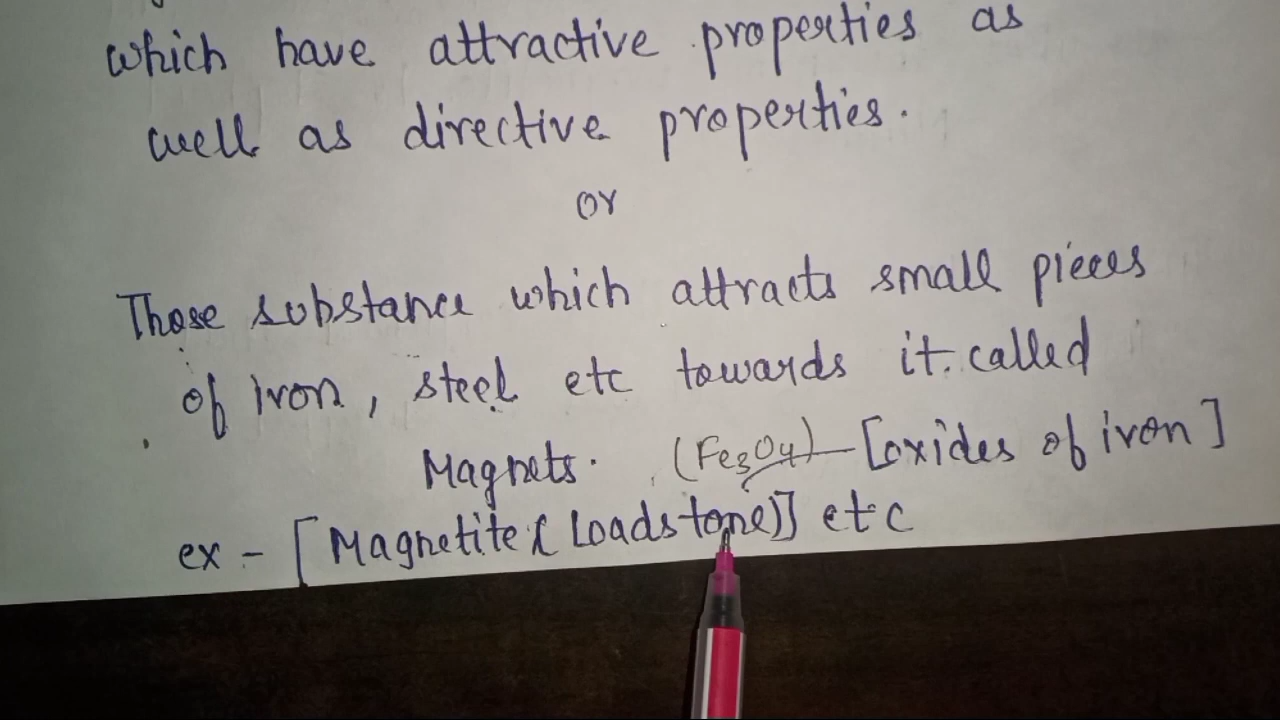 which have attractive properties as
well as directive properties.
or
Those substance which attracts small pieces
of iron, steel etc towards it. called
Magnets. (Fe3O4) - [oxides of iron]
ex - [Magnetite ( Loadstone)] etc